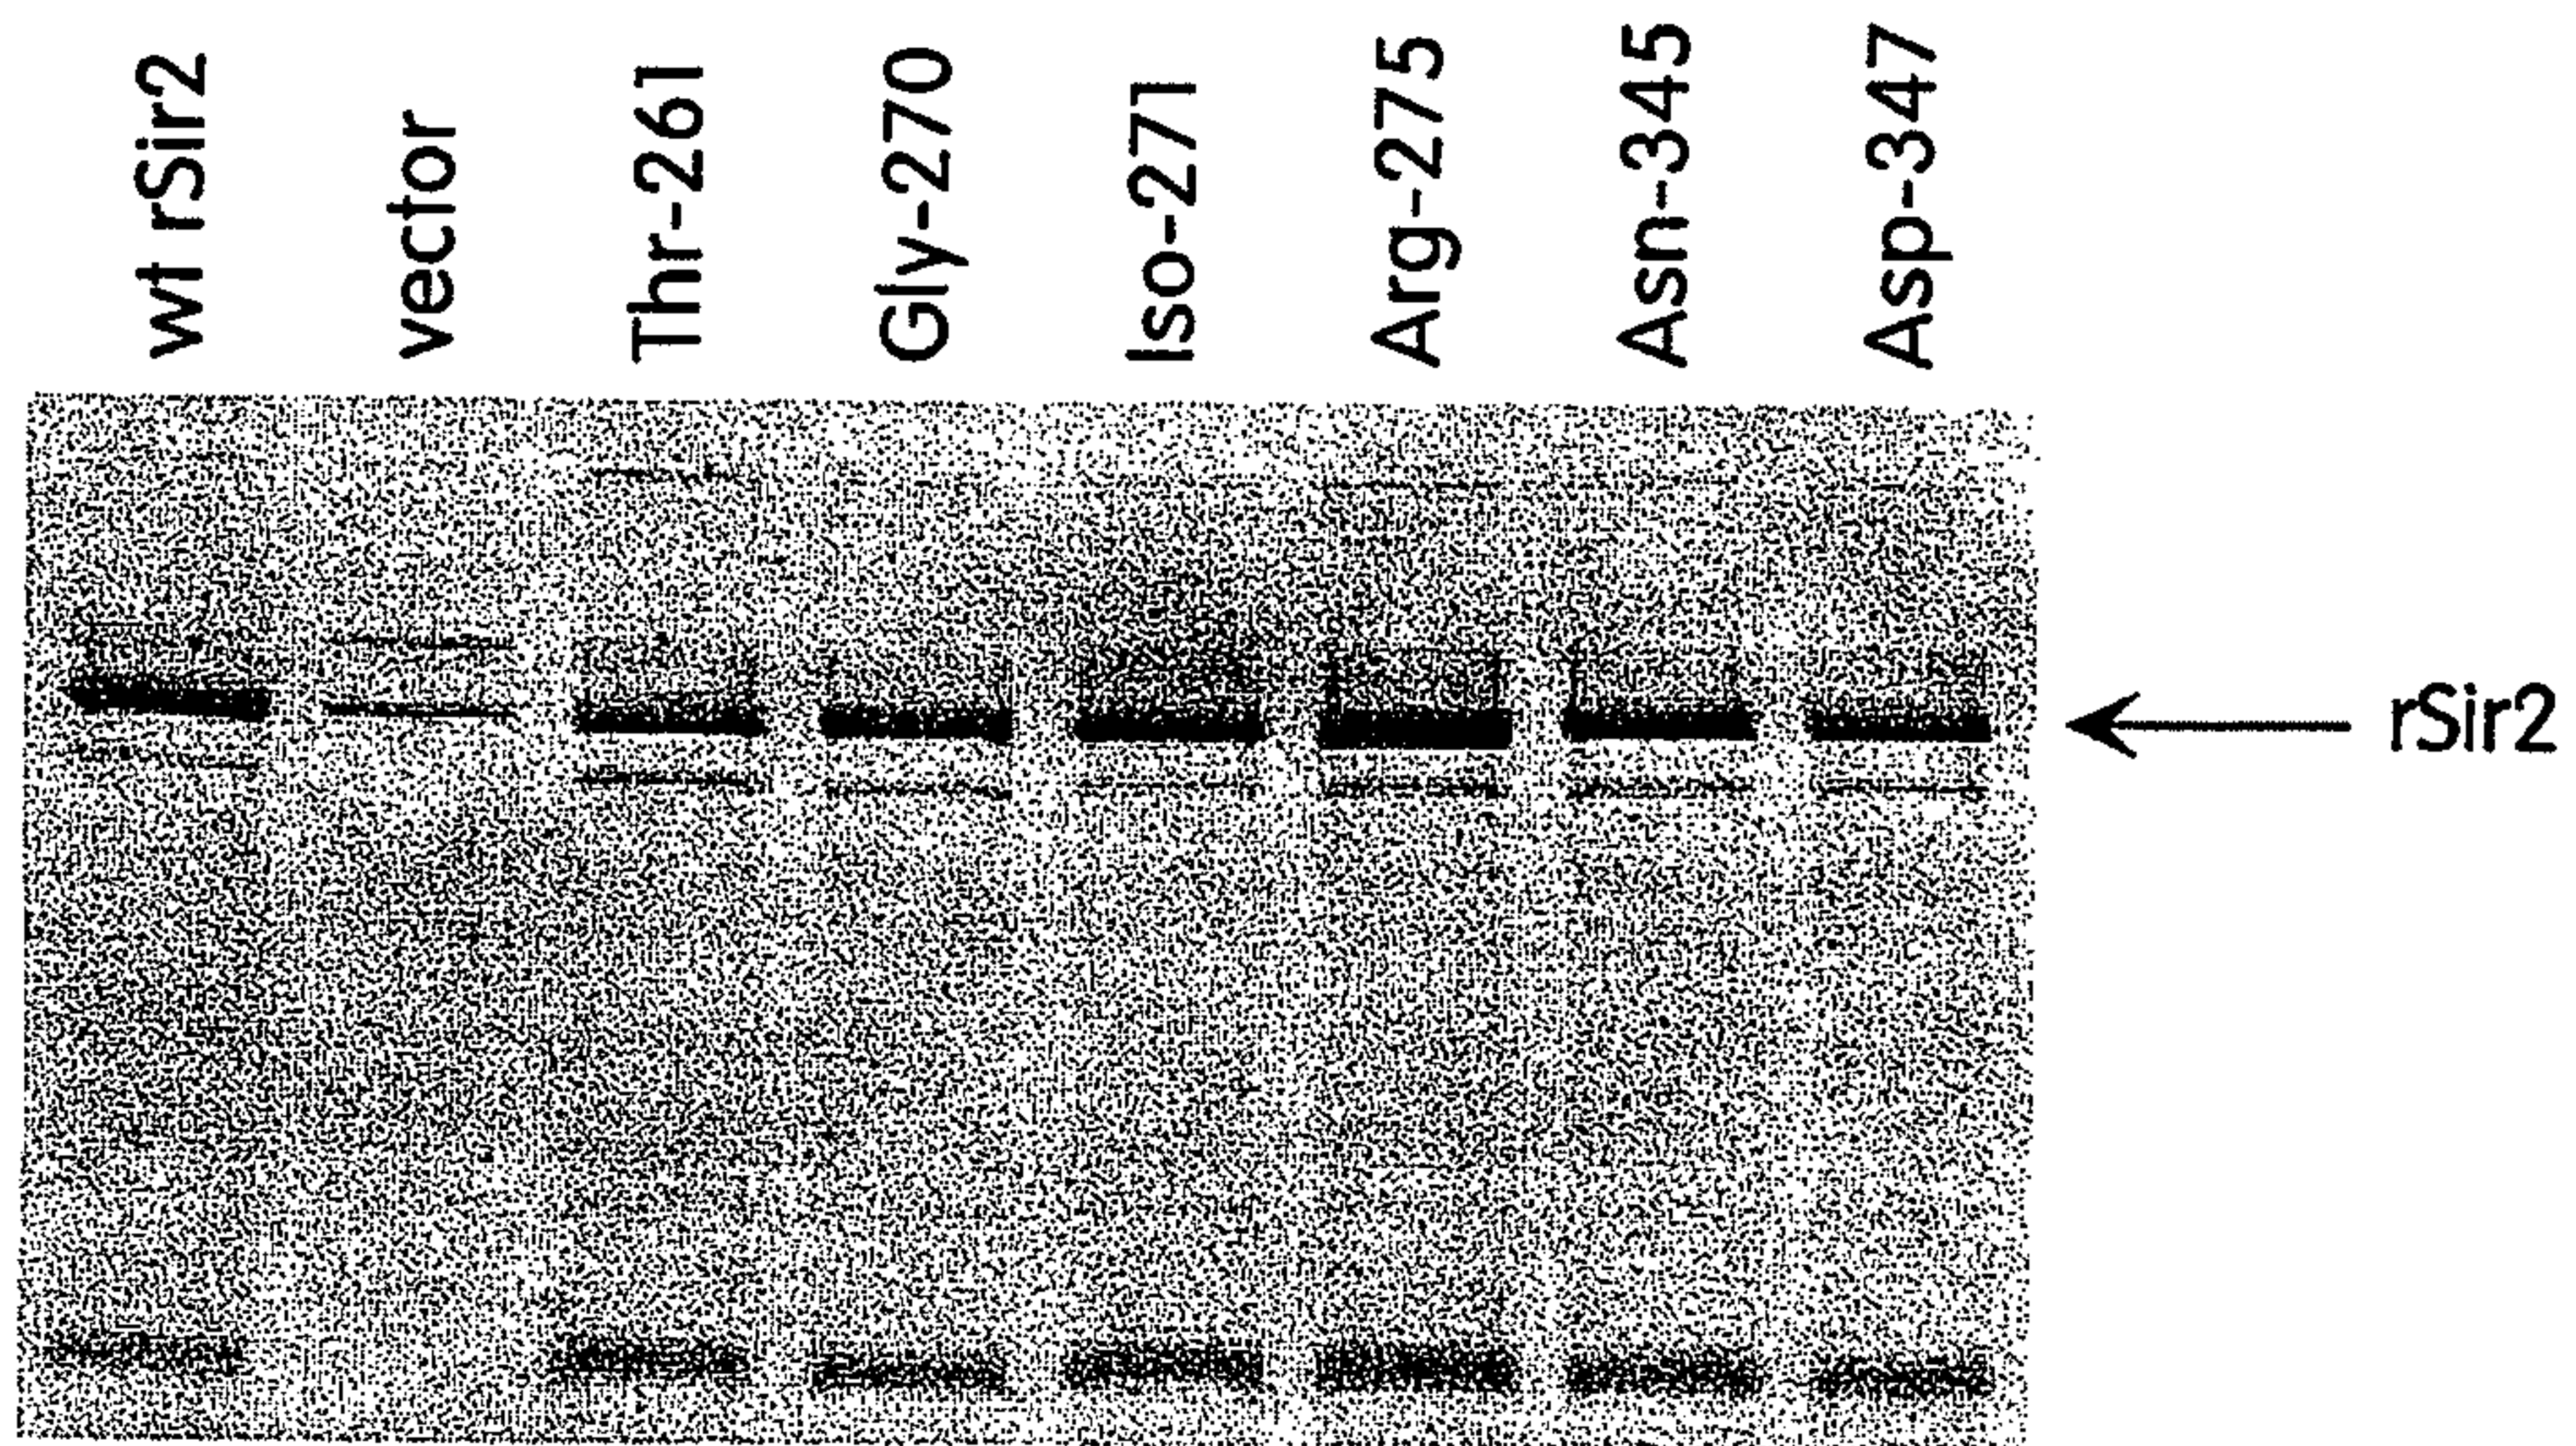 wt rSir2
vector
Thr-261
Gly-270
Iso-271
Arg-275
Asn-345
Asp-347
rSir2